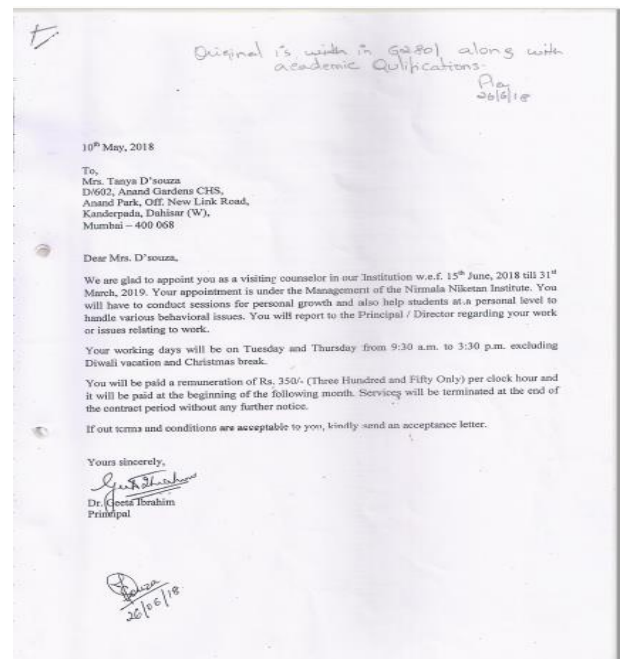 Original is with in G2801 along with
academic Qulifications.
26/6/18
10th May, 2018
To,
Mrs. Tanya D'souza
D/602, Anand Gardens CHS,
Anand Park, Off. New Link Road,
Kanderpada, Dahisar (W),
Mumbai – 400 068
Dear Mrs. D'souza,
We are glad to appoint you as a visiting counselor in our Institution w.e.f. 15th June, 2018 till 31st
March, 2019. Your appointment is under the Management of the Nirmala Niketan Institute. You
will have to conduct sessions for personal growth and also help students at a personal level to
handle various behavioral issues. You will report to the Principal / Director regarding your work
or issues relating to work.
Your working days will be on Tuesday and Thursday from 9:30 a.m. to 3:30 p.m. excluding
Diwali vacation and Christmas break.
You will be paid a remuneration of Rs. 350/- (Three Hundred and Fifty Only) per clock hour and
it will be paid at the beginning of the following month. Services will be terminated at the end of
the contract period without any further notice.
If out terms and conditions are acceptable to you, kindly send an acceptance letter.
Yours sincerely,
Dr. Geeta Ibrahim
Principal
26/06/18